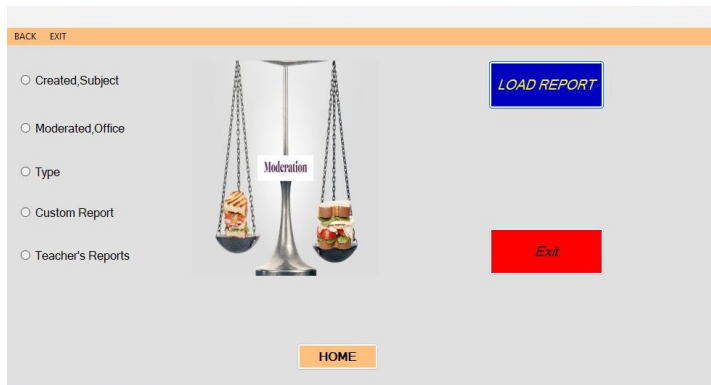 BACK EXIT
Created,Subject
LOAD REPORT
Moderated,Office
Moderation
Type
Custom Report
Teacher's Reports
Exit
HOME